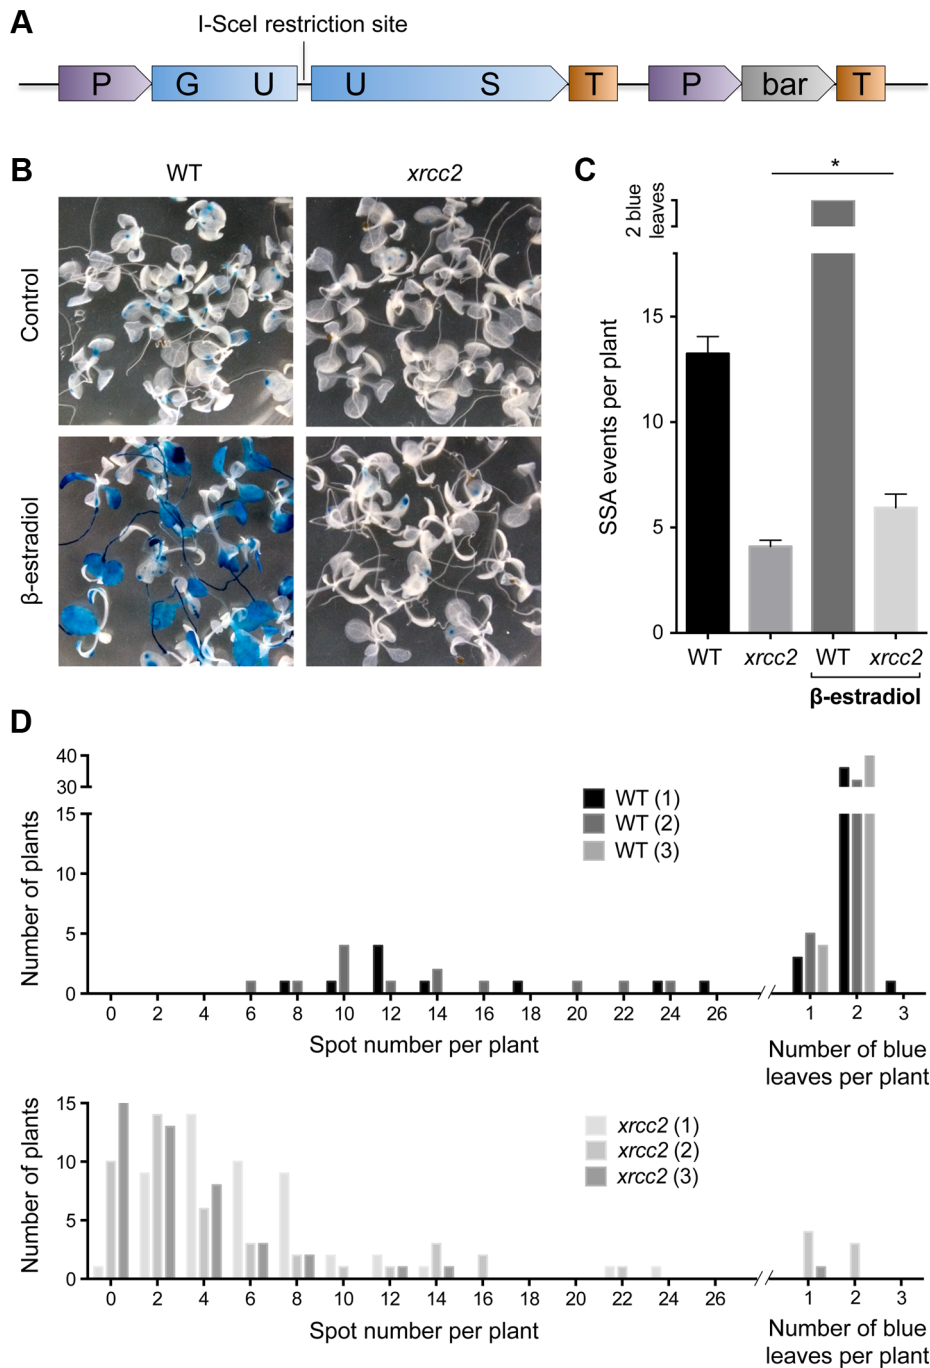 A
I-SceI restriction site
P G U U S T P bar T
B
WT xrcc2
Control
β-estradiol
C
*
2 blue
leaves
SSA events per plant
15
10
5
0
WT xrcc2 WT xrcc2
β-estradiol
D
Number of plants
40
30
15
10
5
0
WT (1)
WT (2)
WT (3)
0 2 4 6 8 10 12 14 16 18 20 22 24 26 1 2 3
Spot number per plant
Number of blue
leaves per plant
Number of plants
15
10
5
0
xrcc2 (1)
xrcc2 (2)
xrcc2 (3)
0 2 4 6 8 10 12 14 16 18 20 22 24 26 1 2 3
Spot number per plant
Number of blue
leaves per plant